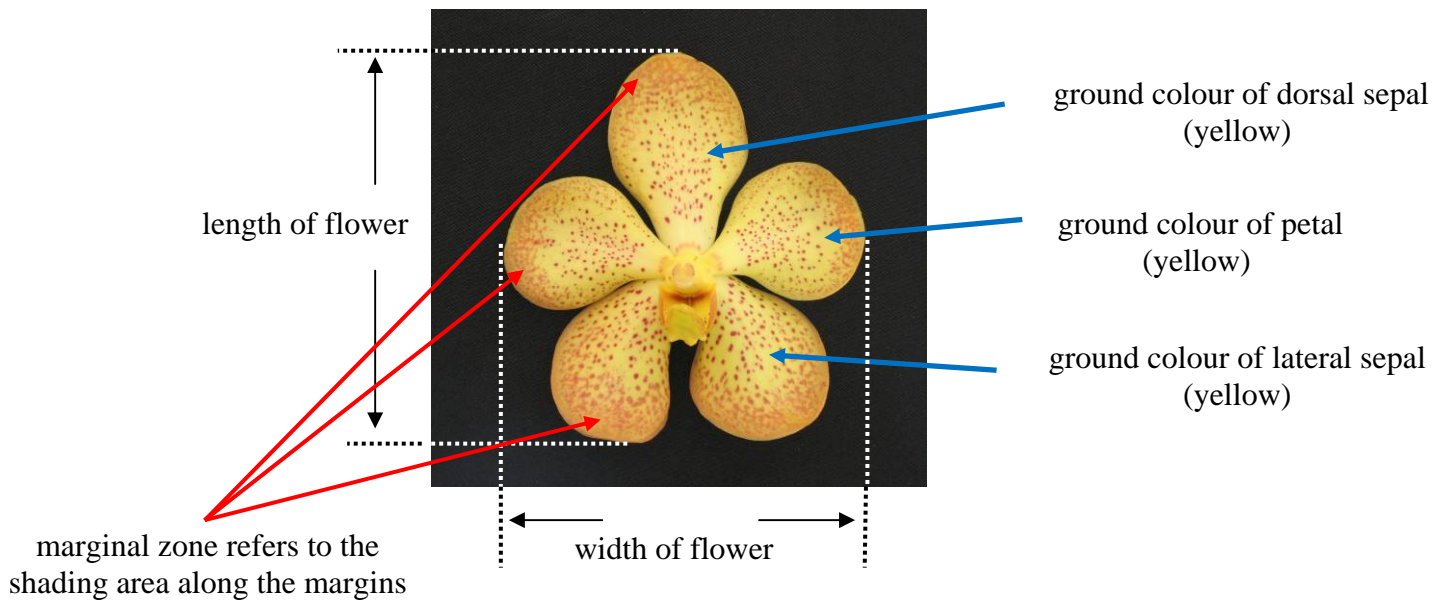 ground colour of dorsal sepal
(yellow)
length of flower
ground colour of petal
(yellow)
ground colour of lateral sepal
(yellow)
marginal zone refers to the
shading area along the margins
width of flower